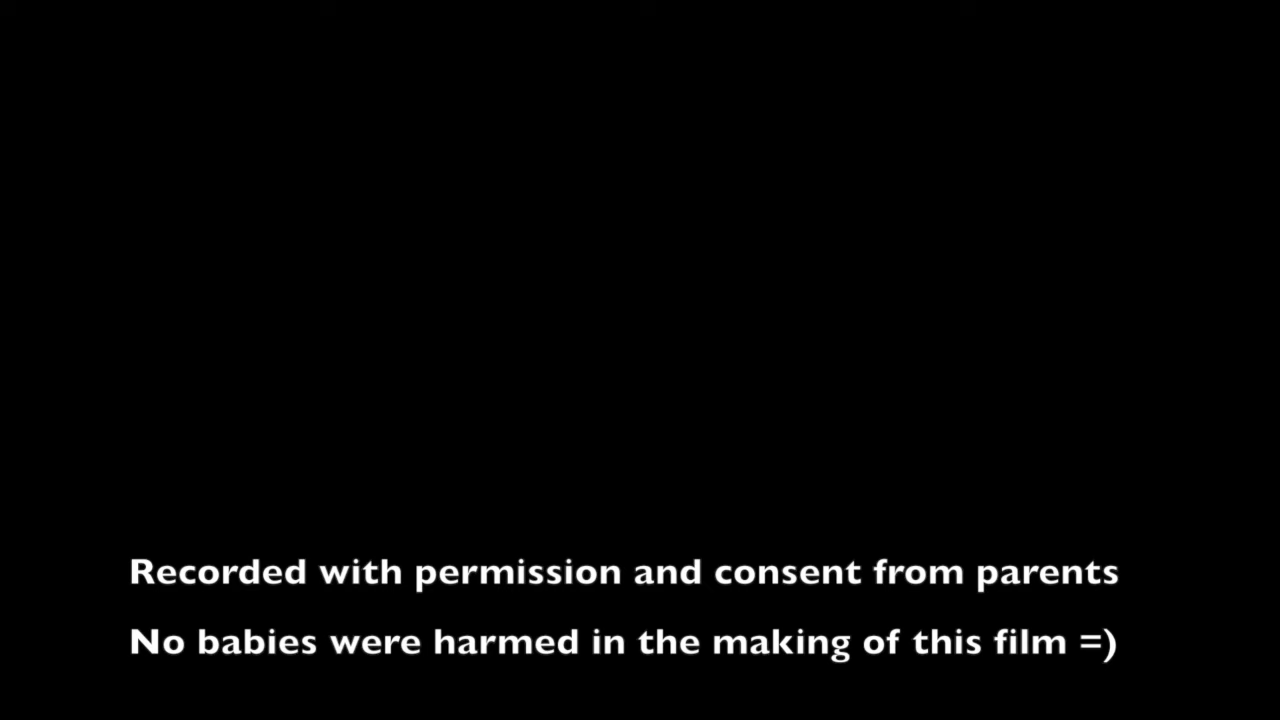 Recorded with permission and consent from parents
No babies were harmed in the making of this film =)